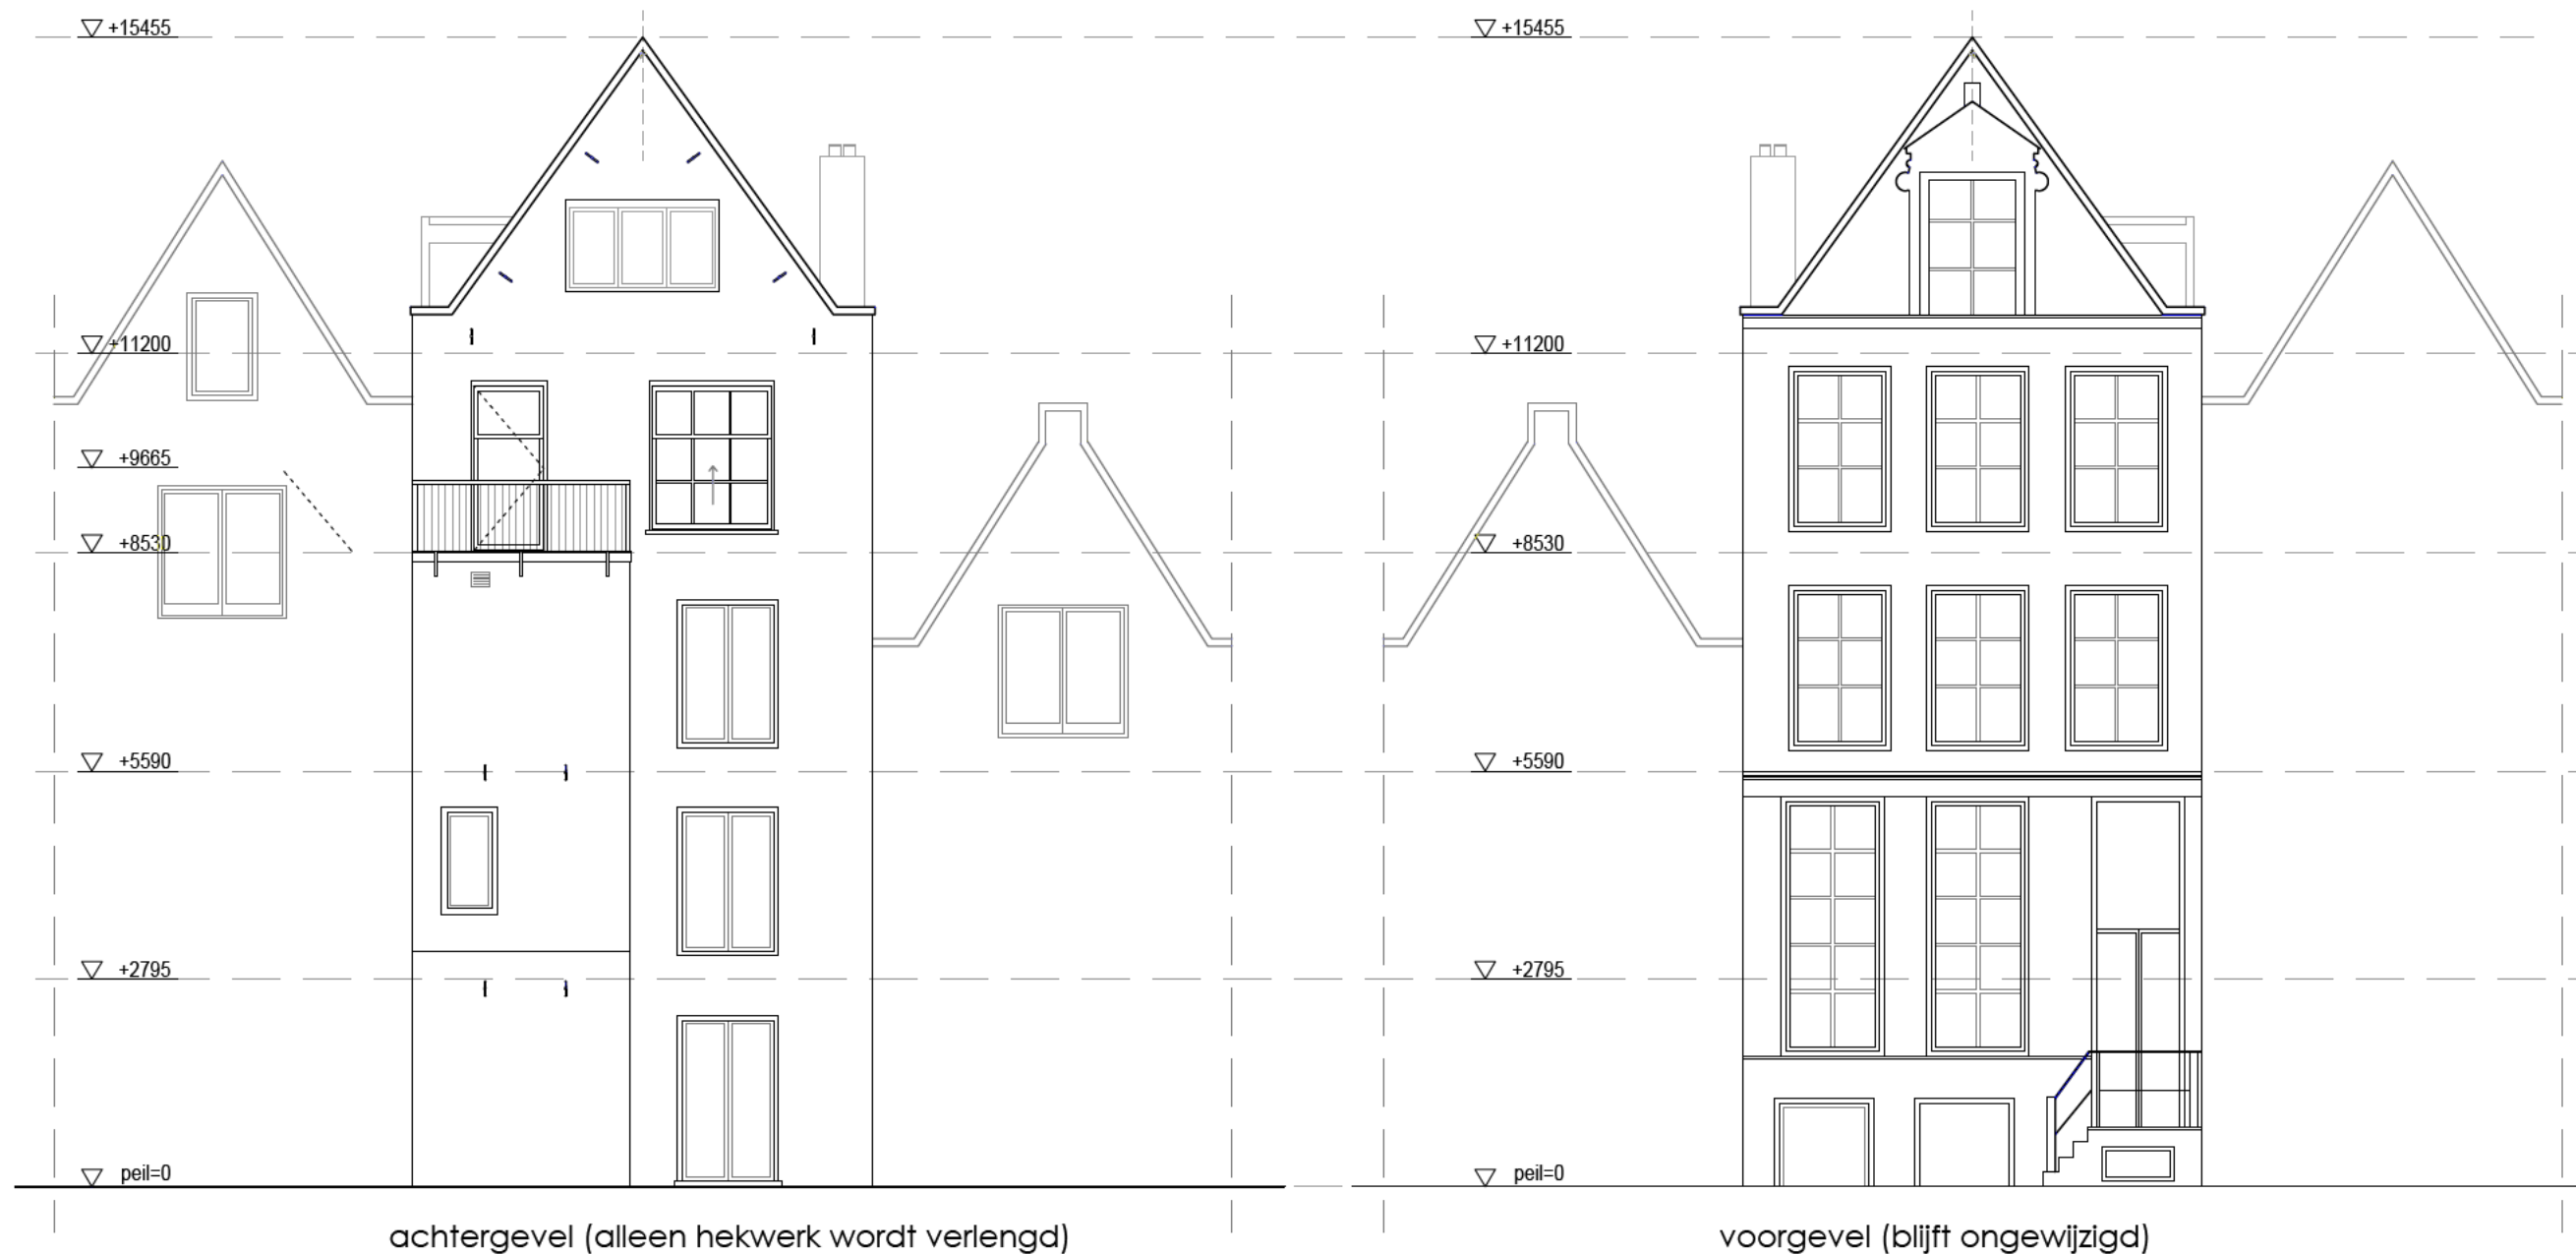 +15455
+11200
+9665
+8530
+5590
+2795
peil=0
achtergevel (alleen hekwerk wordt verlengd)
+15455
+11200
+8530
+5590
+2795
peil=0
voorgevel (blijft ongewijzigd)